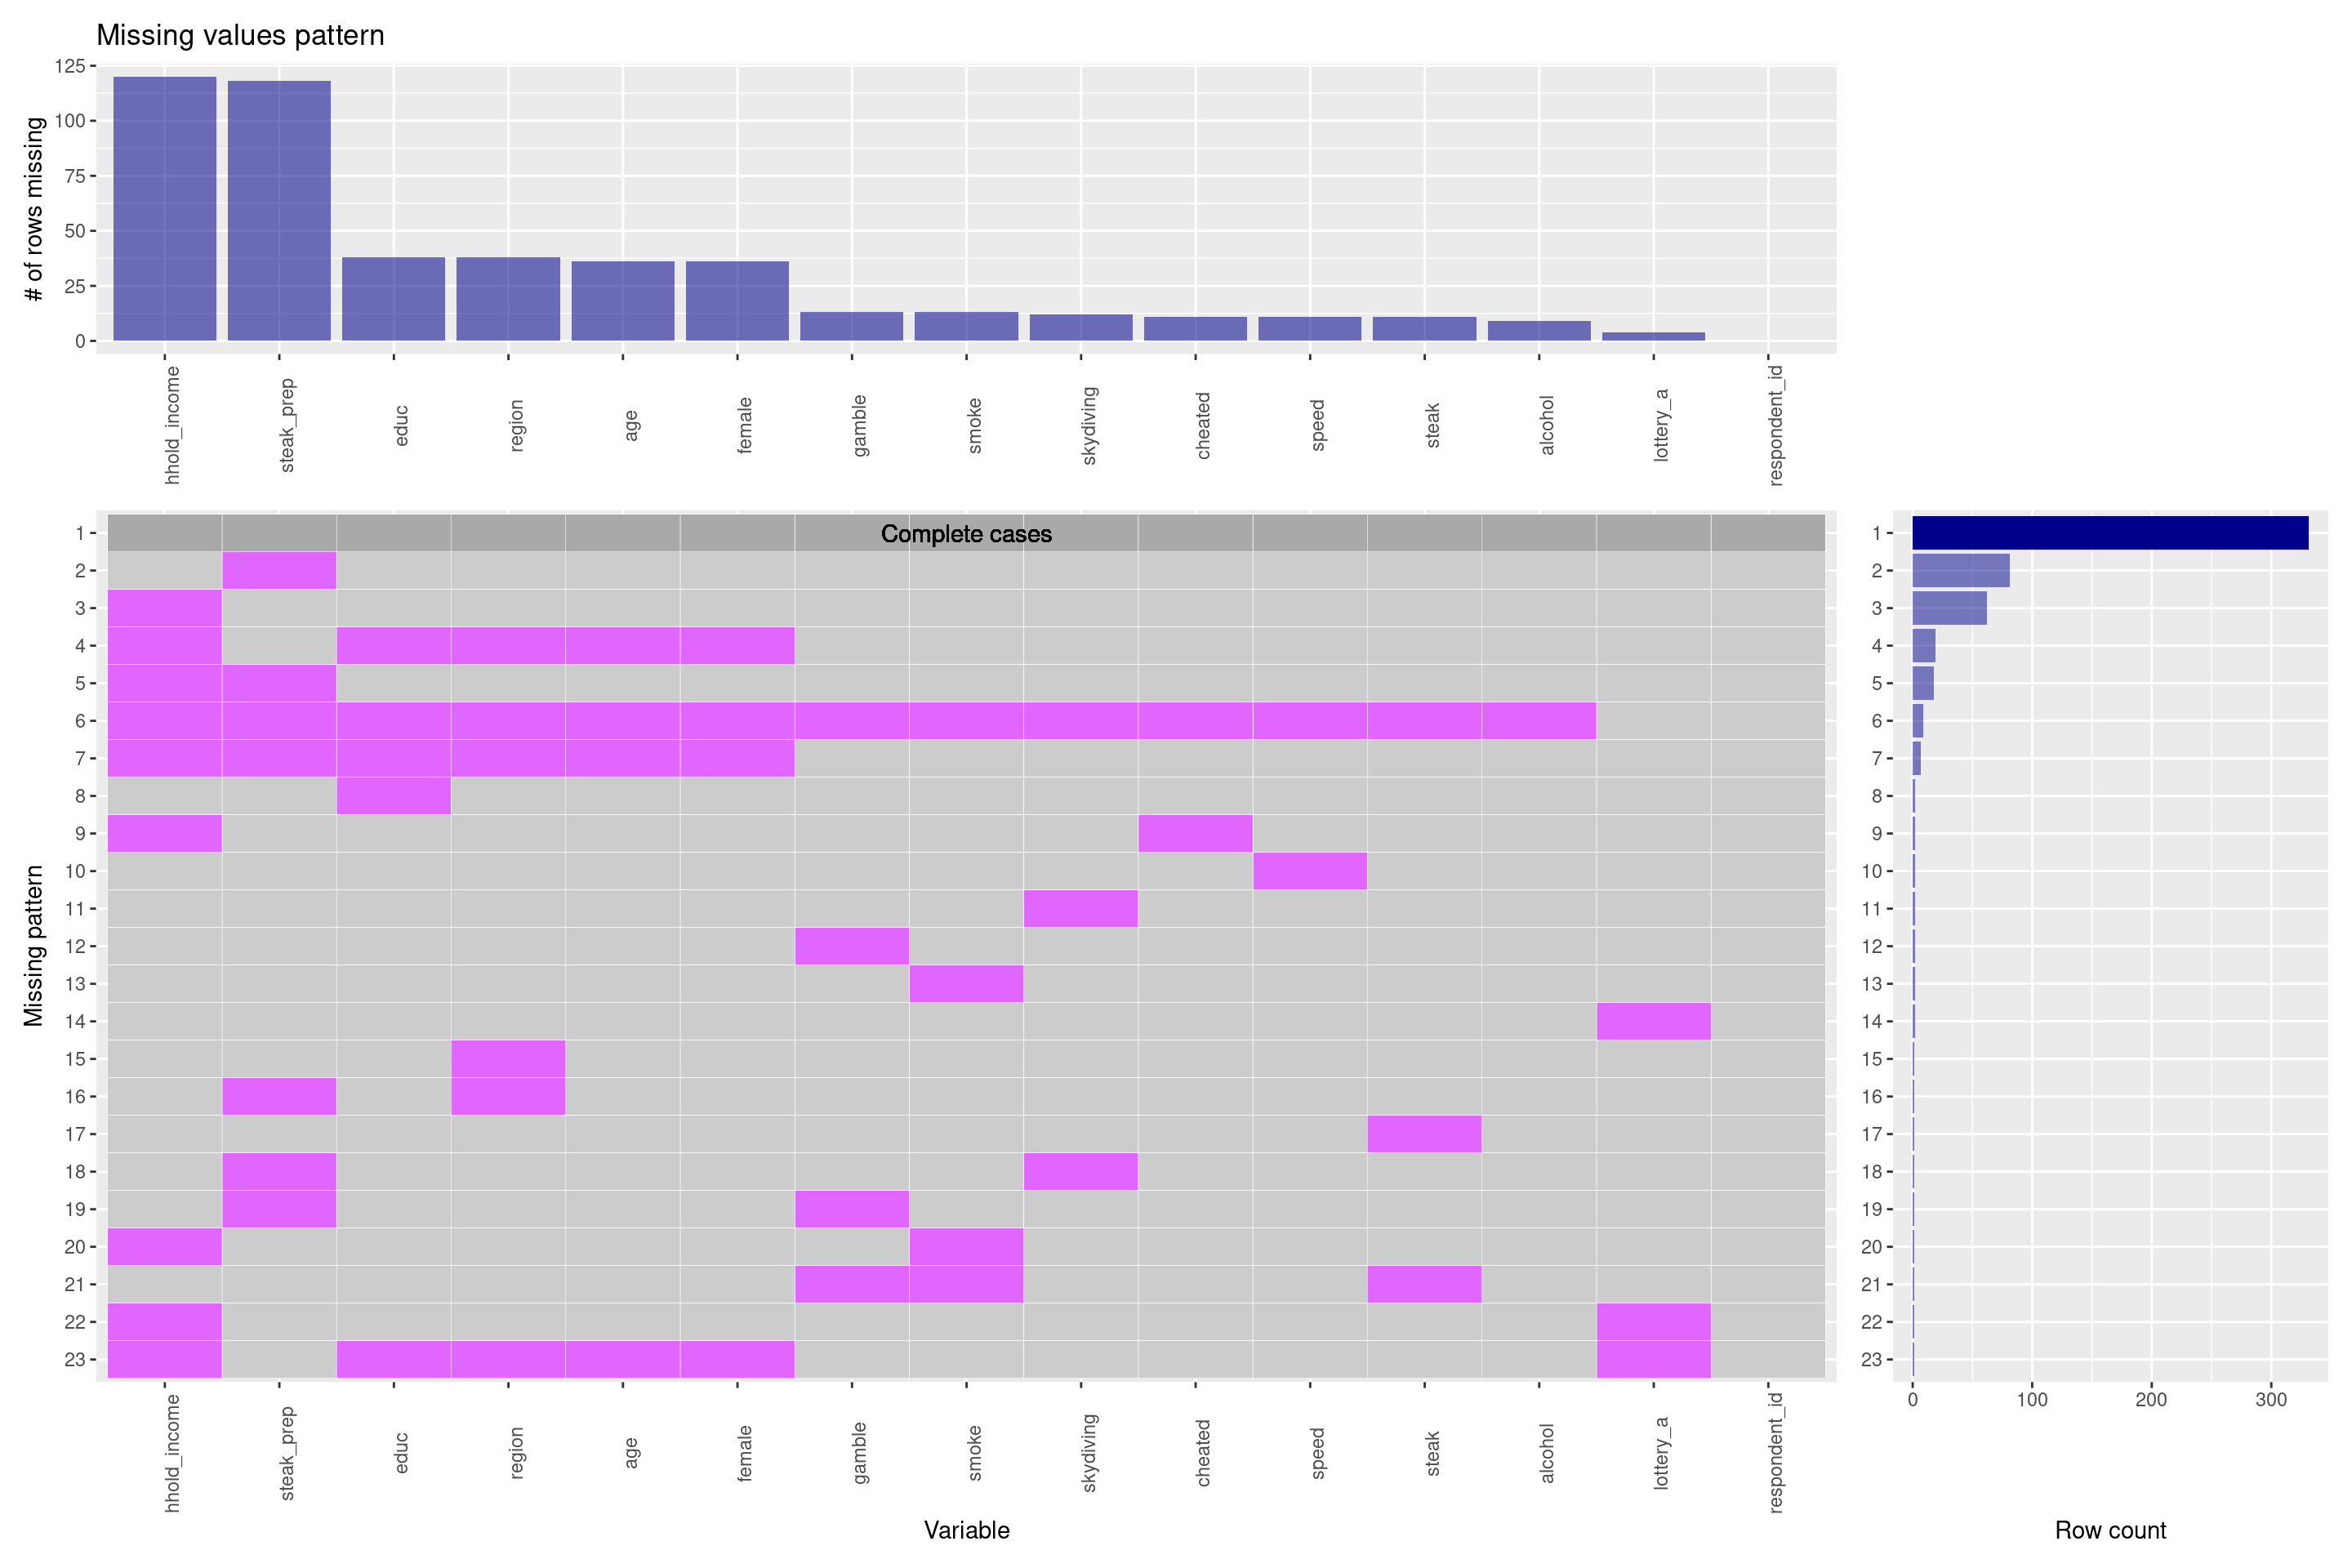 Missing values pattern
# of rows missing
125
100
75
50
25
0
hhold_income
steak_prep
educ
region
age
female
gamble
smoke
skydiving
cheated
speed
steak
alcohol
lottery_a
respondent_id
Missing pattern
Complete cases
1
2
3
4
5
6
7
8
9
10
11
12
13
14
15
16
17
18
19
20
21
22
23
hhold_income
steak_prep
educ
region
age
female
gamble
smoke
skydiving
cheated
speed
steak
alcohol
lottery_a
respondent_id
Variable
1
2
3
4
5
6
7
8
9
10
11
12
13
14
15
16
17
18
19
20
21
22
23
0
100
200
300
Row count